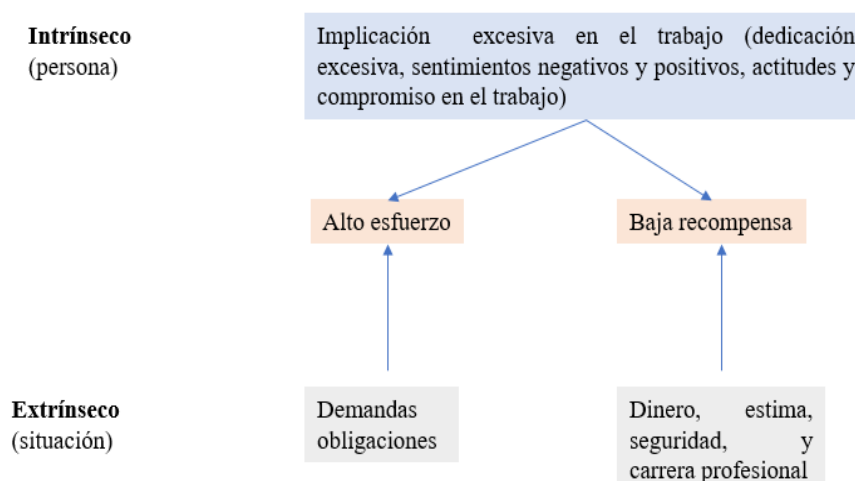 Intrínseco
(persona)
Implicación excesiva en el trabajo (dedicación
excesiva, sentimientos negativos y positivos, actitudes y
compromiso en el trabajo)
Alto esfuerzo
Baja recompensa
Extrínseco
(situación)
Demandas
obligaciones
Dinero, estima,
seguridad, y
carrera profesional